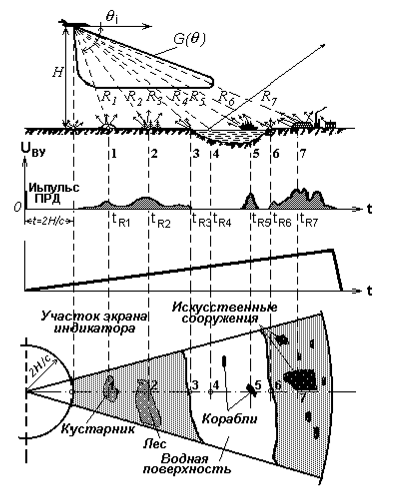 θi
G(θ)
H
R1 R2 R3 R4 R5 R6 R7
UВУ
1 2 3 4 5 6 7
Импульс
ПРД
0
t=2H/c
tR1 tR2 tR3 tR4 tR5 tR6 tR7
t
t
Участок экрана
индикатора
Искусственные
сооружения
2H/c
1 2 3 4 5 6 7
Кустарник
Лес
Корабли
Водная
поверхность